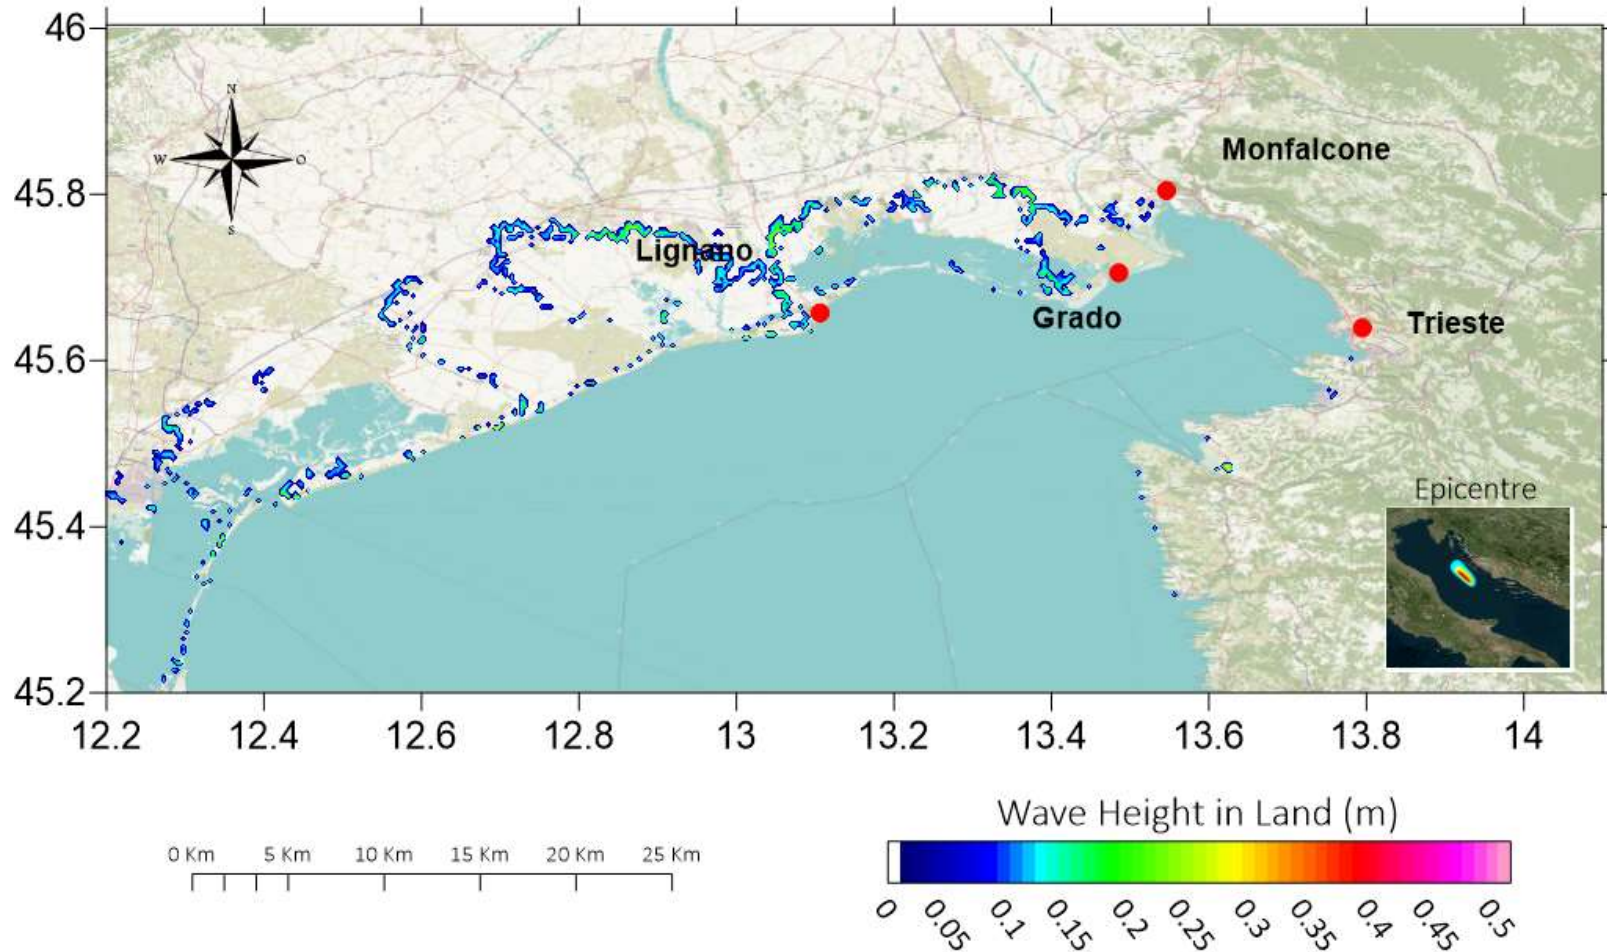 46
N
W
O
S
Monfalcone
45.8
Lignano
Grado
Trieste
45.6
Epicentre
45.4
45.2
12.2 12.4 12.6 12.8 13 13.2 13.4 13.6 13.8 14
Wave Height in Land (m)
0 Km 5 Km 10 Km 15 Km 20 Km 25 Km
0 0.05 0.1 0.15 0.2 0.25 0.3 0.35 0.4 0.45 0.5